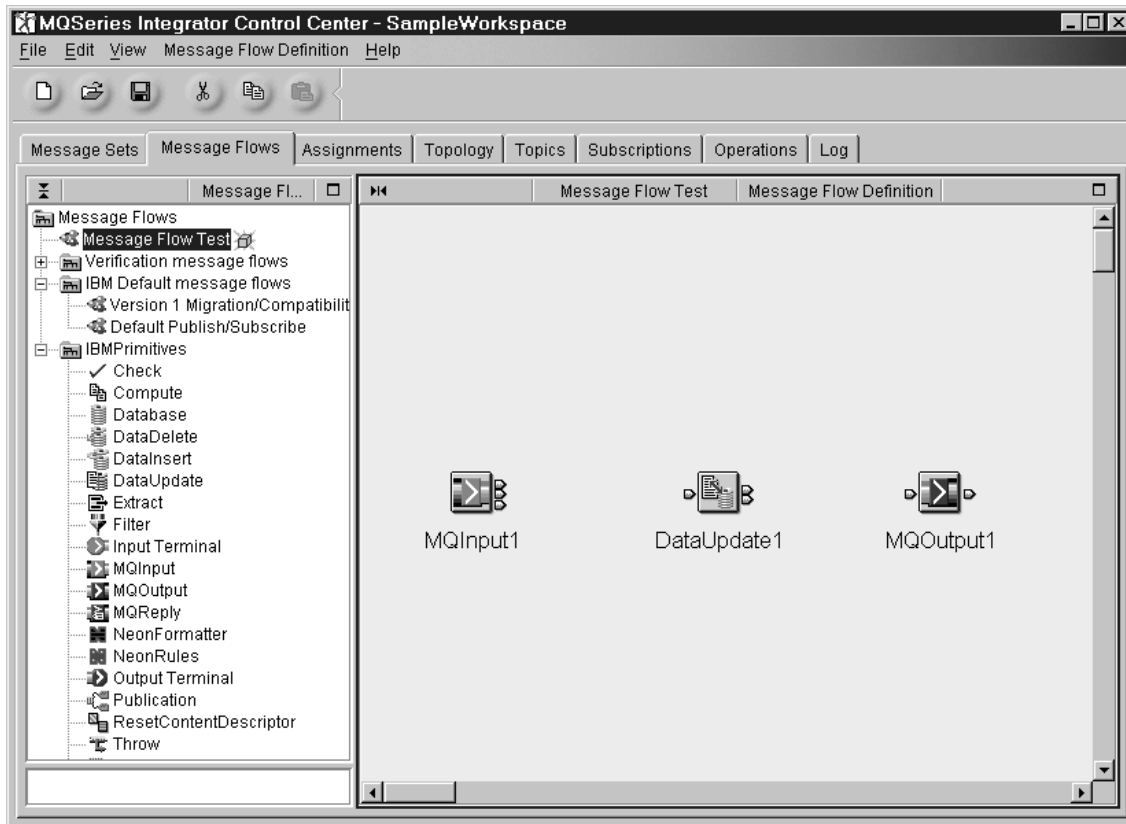 MQSeries Integrator Control Center - SampleWorkspace
File Edit View Message Flow Definition Help
Message Sets Message Flows Assignments Topology Topics Subscriptions Operations Log
Message Fl...
Message Flow Test Message Flow Definition
Message Flows
Message Flow Test
Verification message flows
IBM Default message flows
Version 1 Migration/Compatibilit
Default Publish/Subscribe
IBMPrimitives
Check
Compute
Database
DataDelete
DataInsert
DataUpdate
Extract
Filter
Input Terminal
MQInput
MQOutput
MQReply
NeonFormatter
NeonRules
Output Terminal
Publication
ResetContentDescriptor
Throw
MQInput1 DataUpdate1 MQOutput1